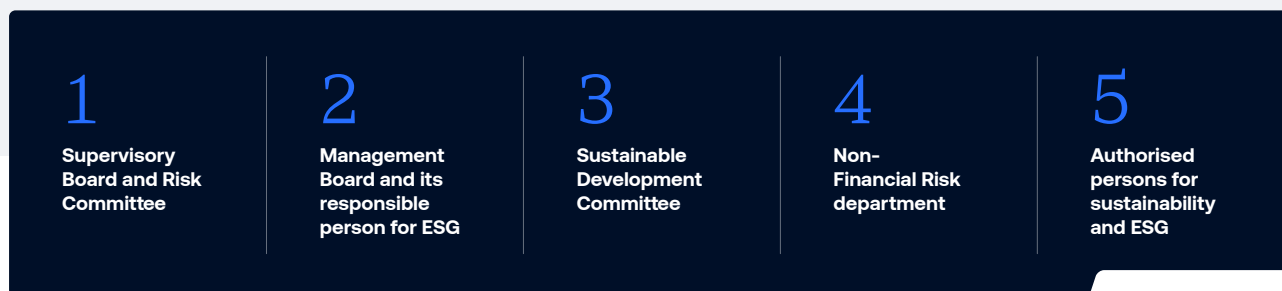 1
Supervisory
Board and Risk
Committee
2
Management
Board and its
responsible
person for ESG
3
Sustainable
Development
Committee
4
Non-
Financial Risk
department
5
Authorised
persons for
sustainability
and ESG